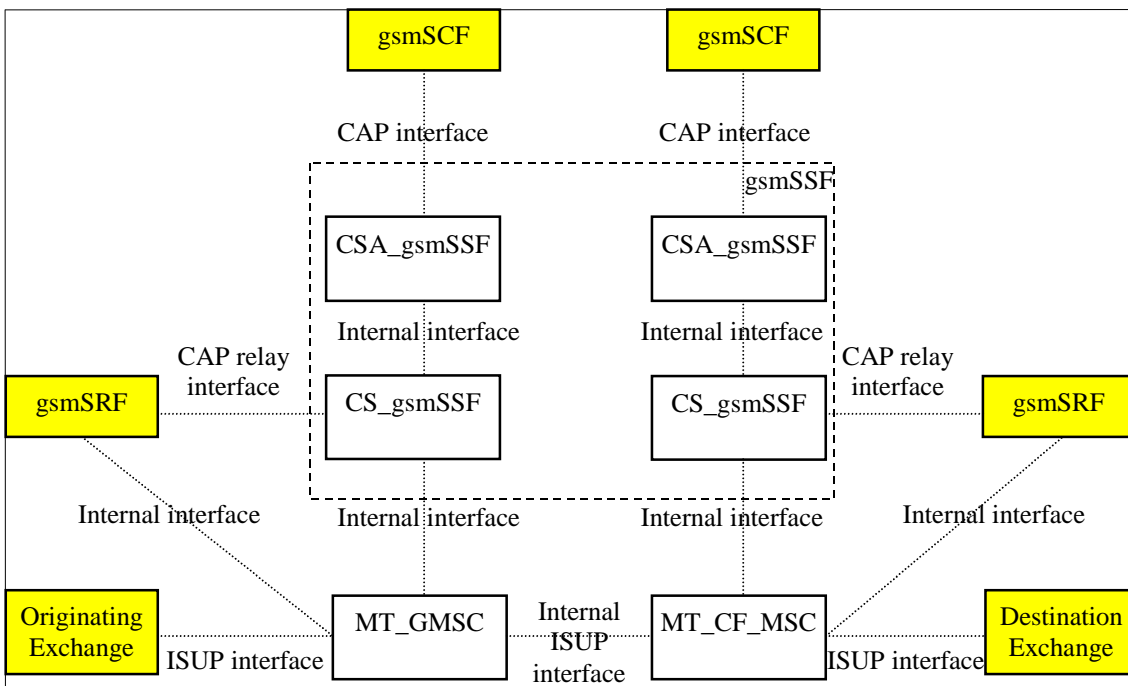 gsmSCF
gsmSCF
CAP interface
CAP interface
gsmSSF
CSA_gsmSSF
CSA_gsmSSF
Internal interface
Internal interface
CAP relay
interface
CAP relay
interface
gsmSRF
CS_gsmSSF
CS_gsmSSF
gsmSRF
Internal interface
Internal interface
Internal interface
Internal interface
Originating
Exchange
MT_GMSC
Internal
ISUP
interface
MT_CF_MSC
Destination
Exchange
ISUP interface
ISUP interface